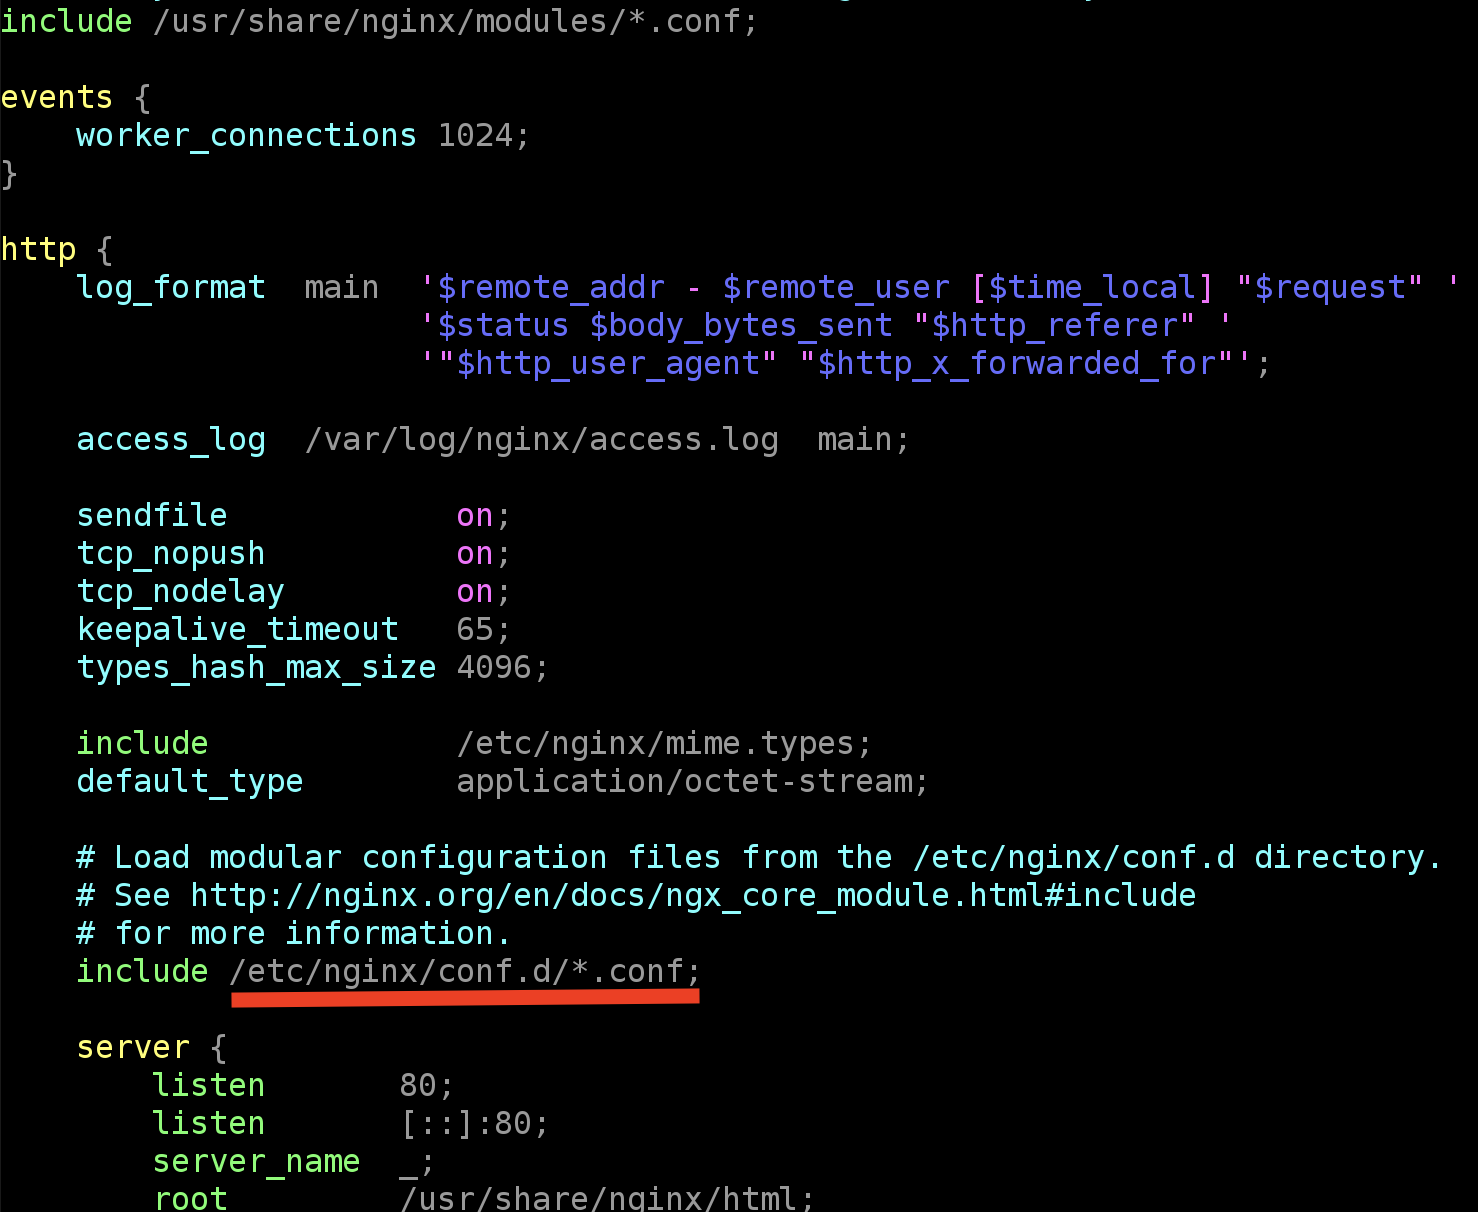 include /usr/share/nginx/modules/*.conf;
events {
    worker_connections 1024;
}
http {
    log_format  main  '$remote_addr - $remote_user [$time_local] "$request" '
                      '$status $body_bytes_sent "$http_referer" '
                      '"$http_user_agent" "$http_x_forwarded_for"';
    access_log  /var/log/nginx/access.log  main;
    sendfile            on;
    tcp_nopush          on;
    tcp_nodelay         on;
    keepalive_timeout   65;
    types_hash_max_size 4096;
    include             /etc/nginx/mime.types;
    default_type        application/octet-stream;
    # Load modular configuration files from the /etc/nginx/conf.d directory.
    # See http://nginx.org/en/docs/ngx_core_module.html#include
    # for more information.
    include /etc/nginx/conf.d/*.conf;
    server {
        listen       80;
        listen       [::]:80;
        server_name  _;
        root         /usr/share/nginx/html;